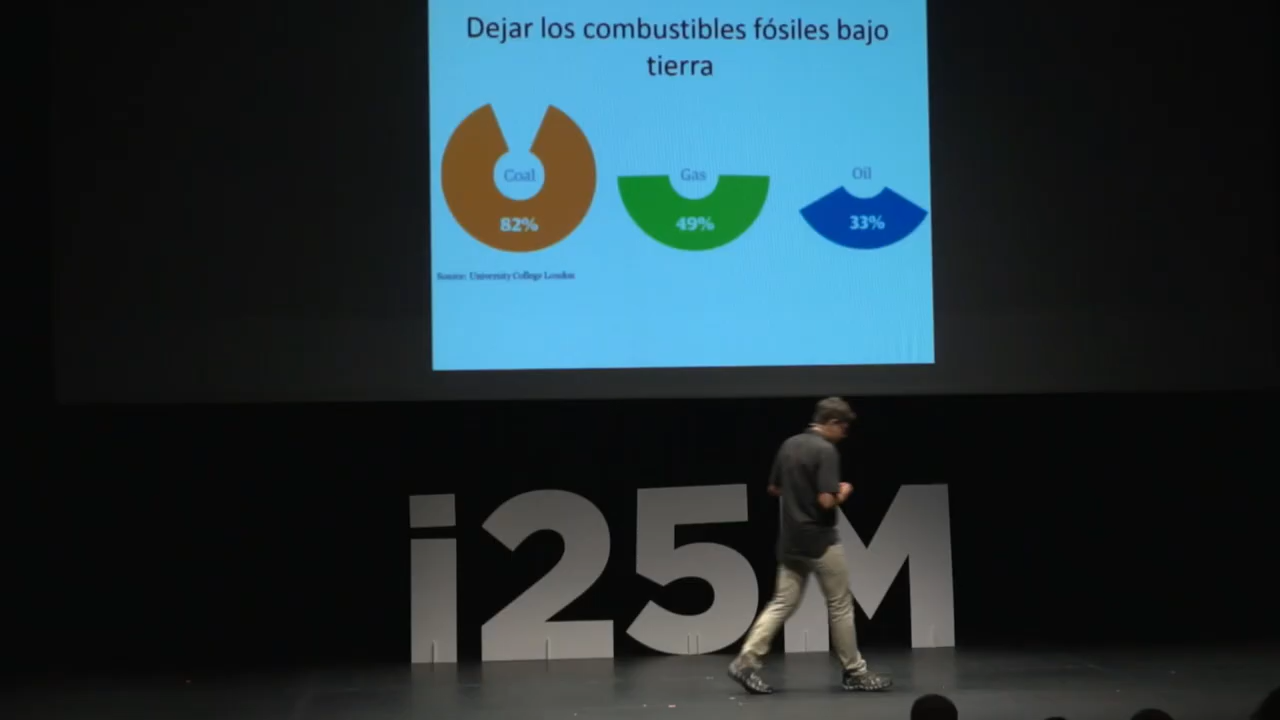 Dejar los combustibles fósiles bajo
tierra
Coal
82%
Gas
49%
Oil
33%
Source: University College London
i25M